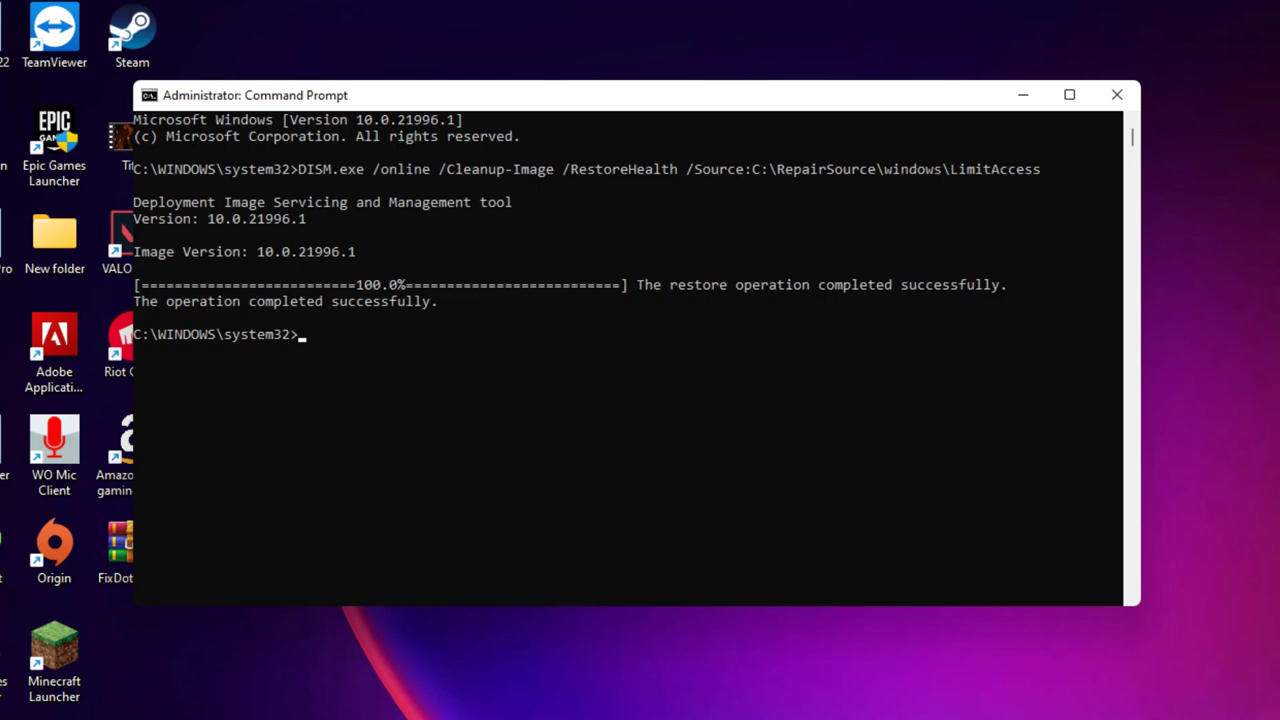 22
TeamViewer
Steam
Administrator: Command Prompt
Microsoft Windows [Version 10.0.21996.1]
(c) Microsoft Corporation. All rights reserved.
C:\WINDOWS\system32>DISM.exe /online /Cleanup-Image /RestoreHealth /Source:C:\RepairSource\windows\LimitAccess
Deployment Image Servicing and Management tool
Version: 10.0.21996.1
Image Version: 10.0.21996.1
[==========================100.0%==========================] The restore operation completed successfully.
The operation completed successfully.
C:\WINDOWS\system32>
EPIC
GAMES
Epic Games
Launcher
New folder
VALO
Pro
Adobe
Applicati...
Riot
WO Mic
Client
Amazo
gamin
Origin
FixDot
Minecraft
Launcher